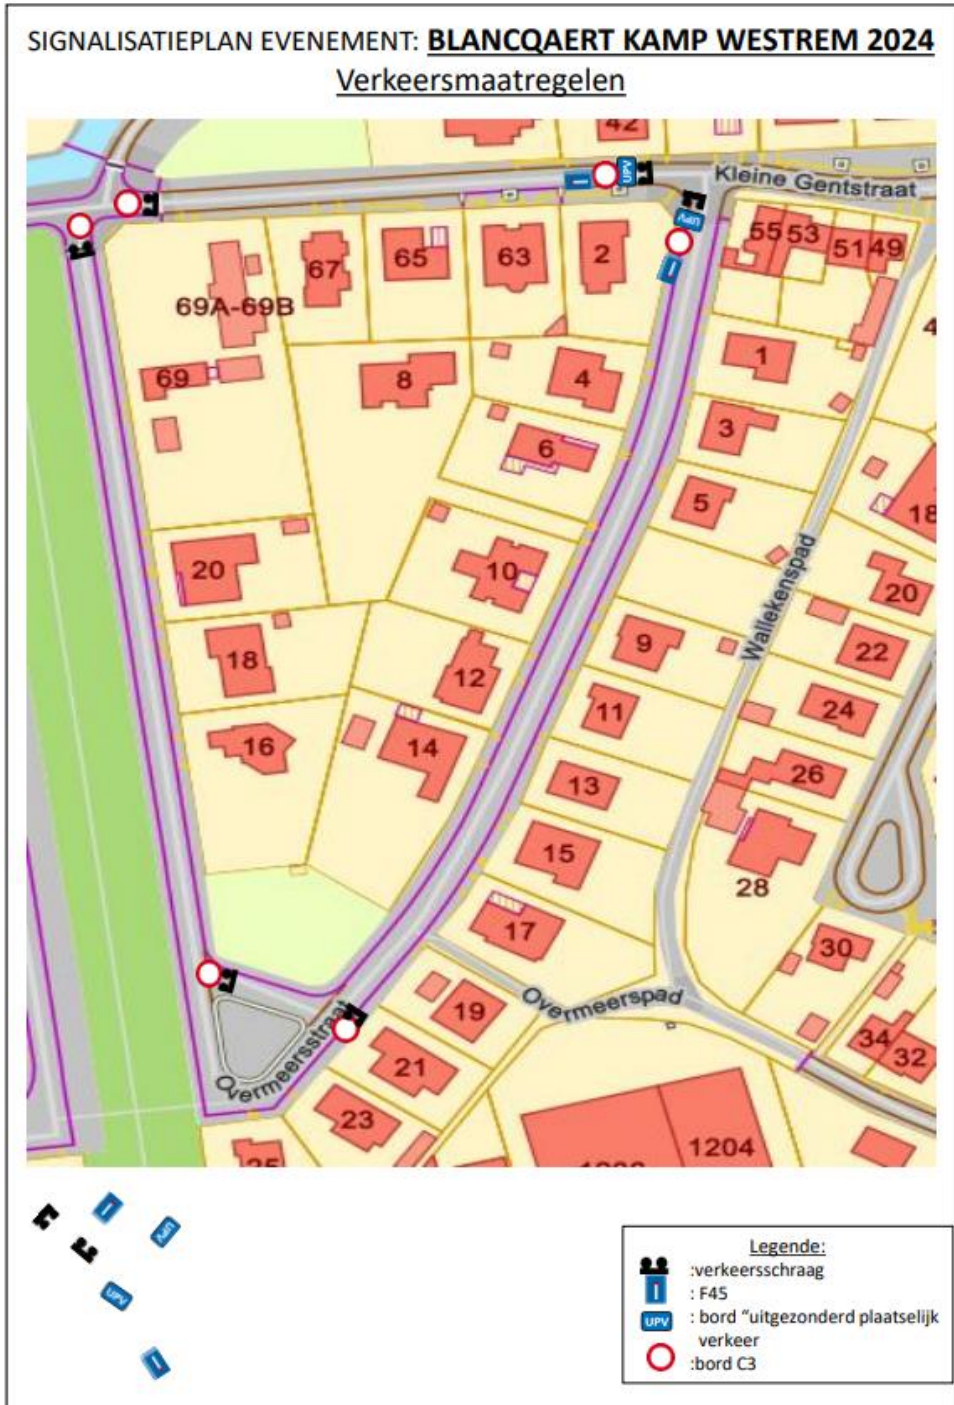 SIGNALISATIEPLAN EVENEMENT: BLANCQAERT KAMP WESTREM 2024
Verkeersmaatregelen
42
UPV
Kleine Gentstraat
UPV
55 53 51 49
2
63
65
67
69A-69B
1
4
8
69
3
6
5
18
10
20
20
Wallekenspad
9
22
18
12
11
24
16
14
13
26
15
28
17
30
Overmeerspad
19
34
32
21
Overmeersstraat
23
1204
UPV
UPV
Legende:
:verkeersschraag
: F45
UPV : bord "uitgezonderd plaatselijk
verkeer
:bord C3